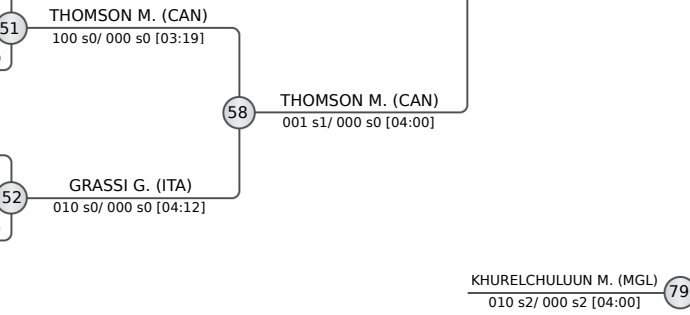 51
THOMSON M. (CAN)
100 s0/ 000 s0 [03:19]
58
THOMSON M. (CAN)
001 s1/ 000 s0 [04:00]
52
GRASSI G. (ITA)
010 s0/ 000 s0 [04:12]
KHURELCHULUUN M. (MGL)
79
010 s2/ 000 s2 [04:00]